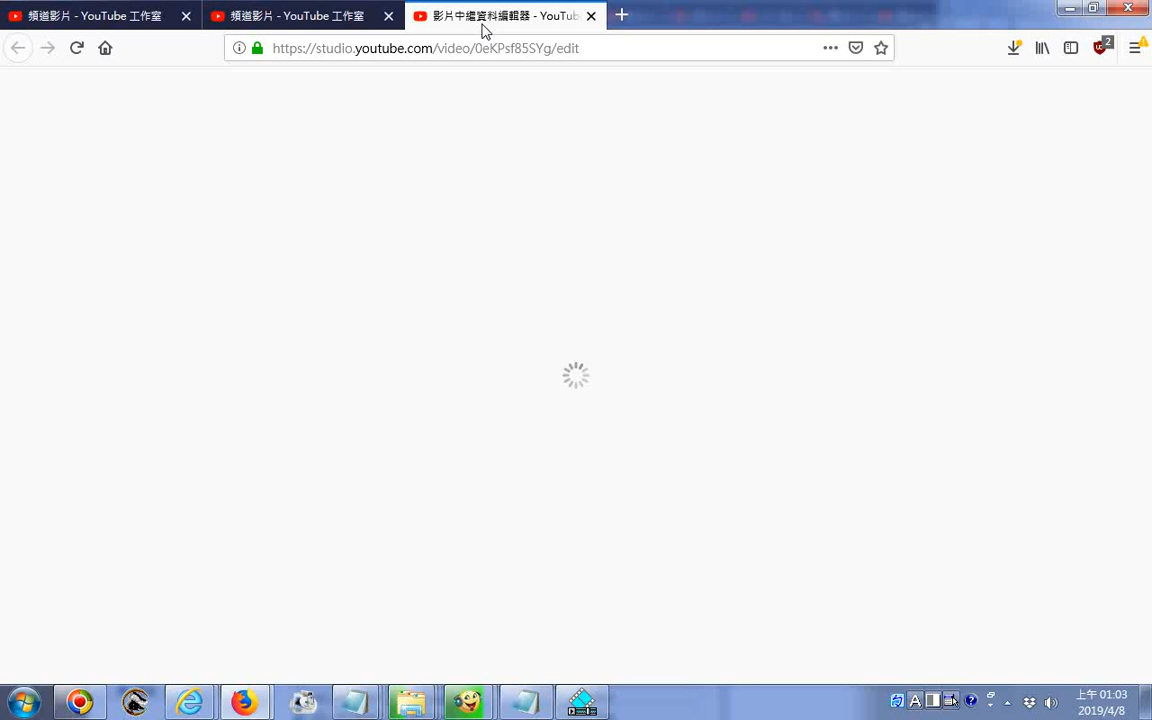 頻道影片 - YouTube 工作室
頻道影片 - YouTube 工作室
影片中繼資料編輯器 - YouTub
https://studio.youtube.com/video/0eKPsf85SYg/edit
2
A
上午 01:03
2019/4/8